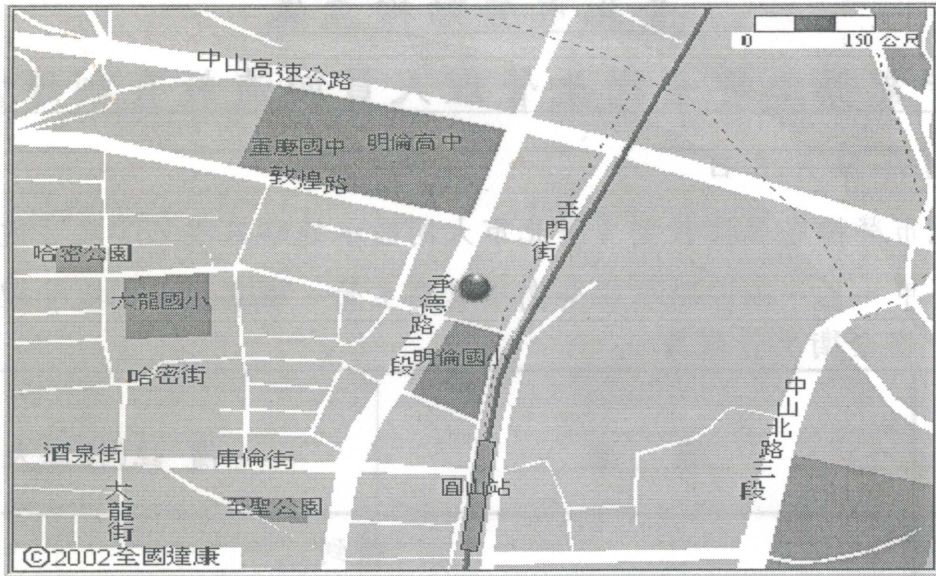 0 150 公尺
中山高速公路
重慶國中 明倫高中
敦煌路
玉門街
哈密公園
大龍國小
承德路三段
明倫國小
哈密街
中山北路三段
酒泉街
庫倫街
圓山站
大龍街
至聖公園
©2002全國達康